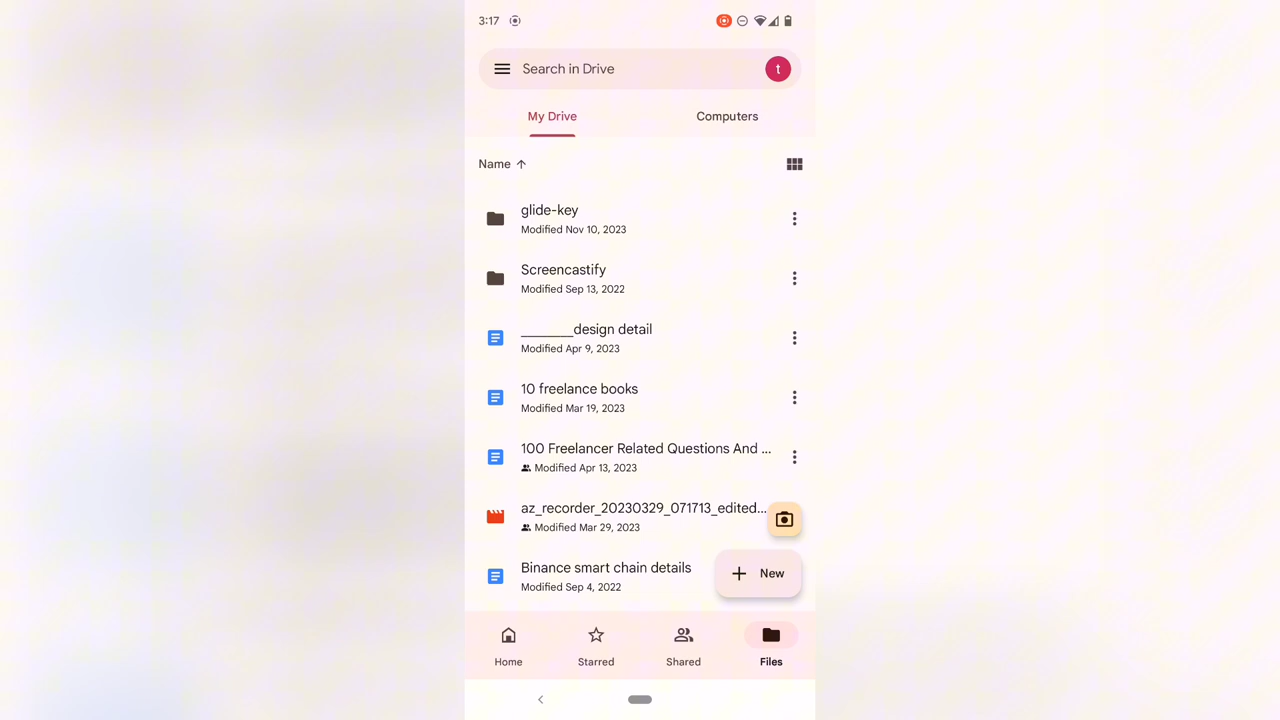 3:17
Search in Drive
t
My Drive
Computers
Name
glide-key
Modified Nov 10, 2023
Screencastify
Modified Sep 13, 2022
________design detail
Modified Apr 9, 2023
10 freelance books
Modified Mar 19, 2023
100 Freelancer Related Questions And ...
Modified Apr 13, 2023
az_recorder_20230329_071713_edited...
Modified Mar 29, 2023
Binance smart chain details
Modified Sep 4, 2022
New
Home
Starred
Shared
Files